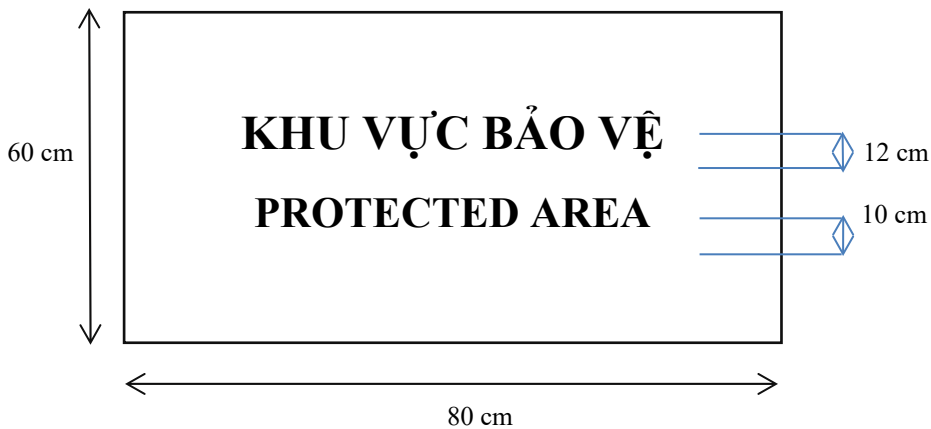 KHU VỰC BẢO VỆ
60 cm
12 cm
PROTECTED AREA
10 cm
80 cm